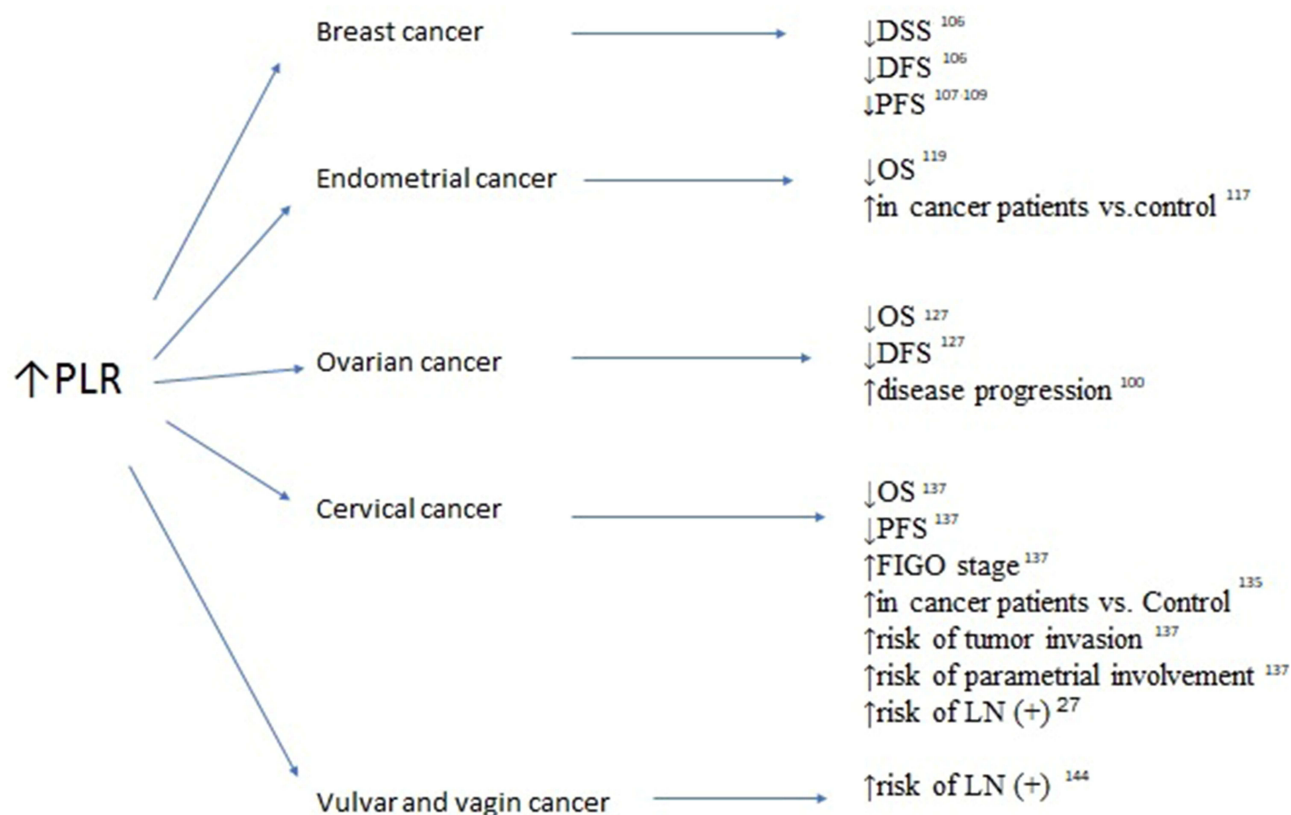 Breast cancer
↓DSS 106
↓DFS 106
↓PFS 107-109
Endometrial cancer
↓OS 119
↑in cancer patients vs.control 117
↑PLR
Ovarian cancer
↓OS 127
↓DFS 127
↑disease progression 100
Cervical cancer
↓OS 137
↓PFS 137
↑FIGO stage 137
↑in cancer patients vs. Control 135
↑risk of tumor invasion 137
↑risk of parametrial involvement 137
↑risk of LN (+) 27
Vulvar and vagin cancer
↑risk of LN (+) 144